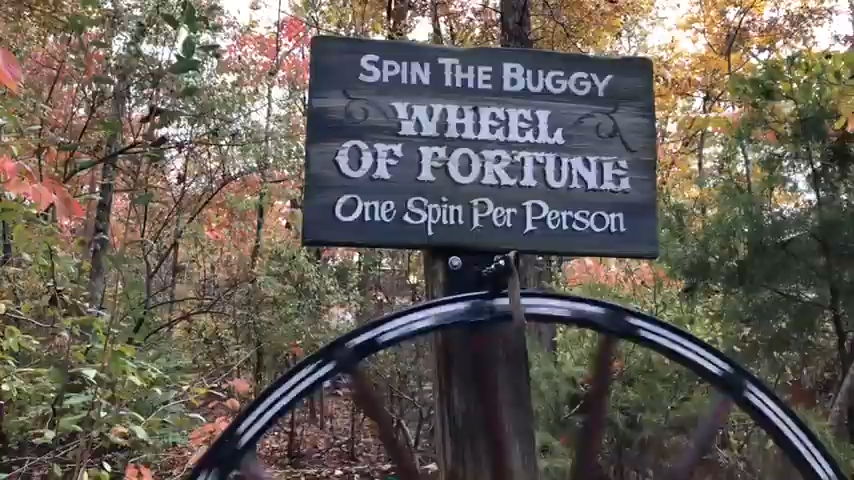 Spin The Buggy
Wheel
of Fortune
One Spin Per Person